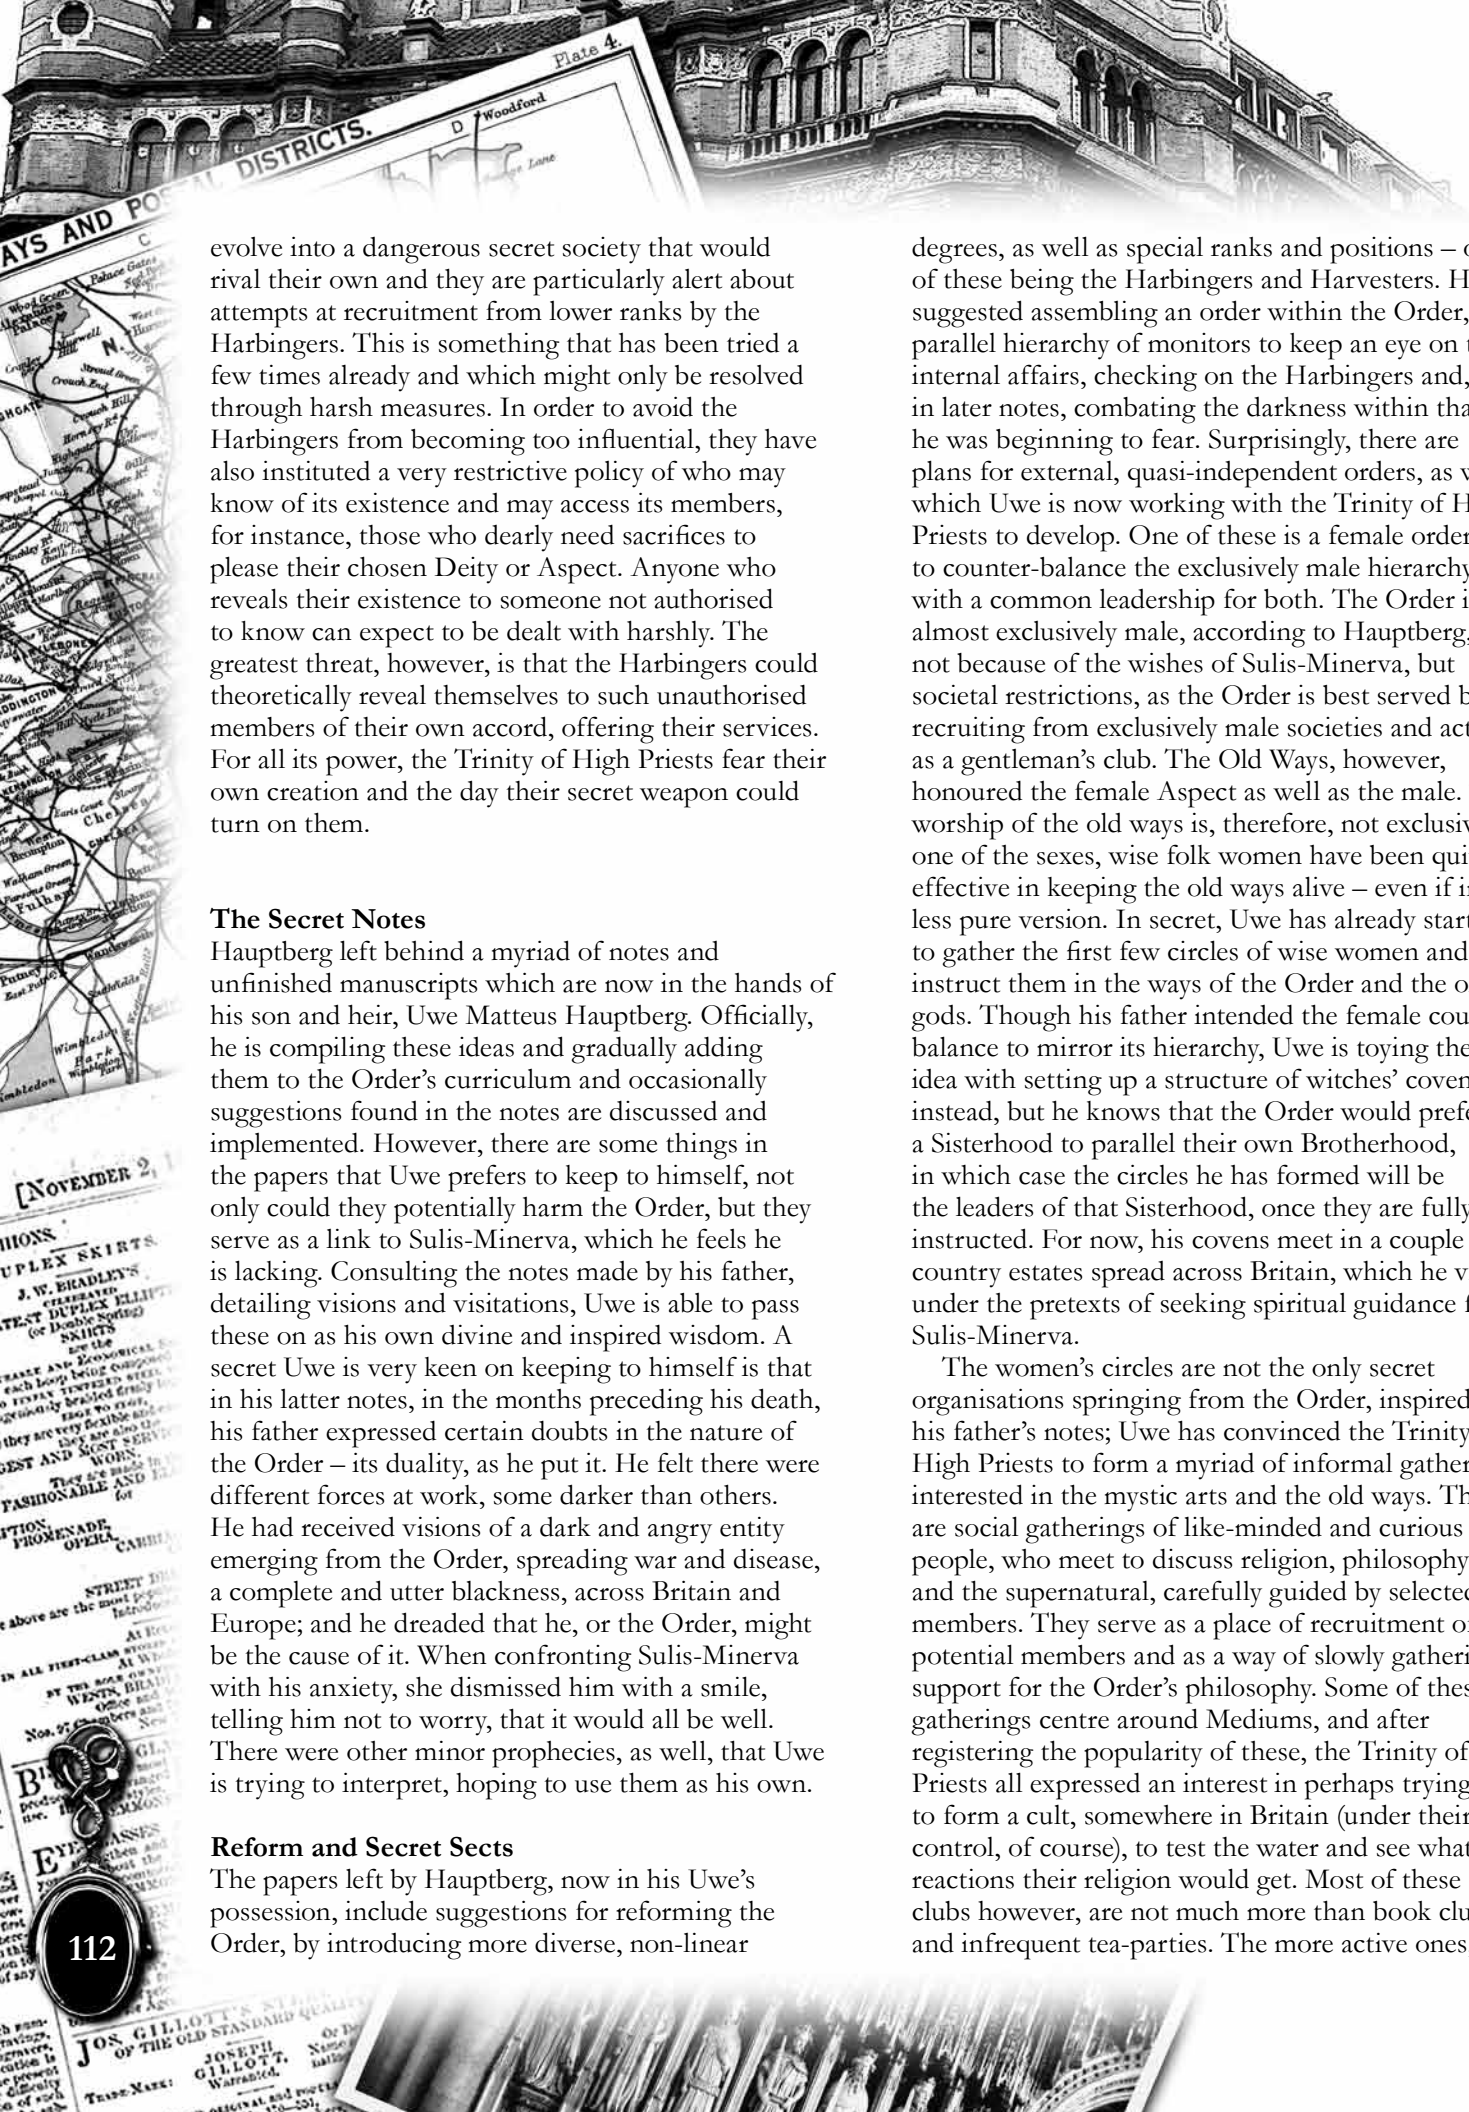 Plate 4.
AYS AND POSTAL DISTRICTS.
D
Woodford
C
evolve into a dangerous secret society that would
rival their own and they are particularly alert about
attempts at recruitment from lower ranks by the
Harbingers. This is something that has been tried a
few times already and which might only be resolved
through harsh measures. In order to avoid the
Harbingers from becoming too influential, they have
also instituted a very restrictive policy of who may
know of its existence and may access its members,
for instance, those who dearly need sacrifices to
please their chosen Deity or Aspect. Anyone who
reveals their existence to someone not authorised
to know can expect to be dealt with harshly. The
greatest threat, however, is that the Harbingers could
theoretically reveal themselves to such unauthorised
members of their own accord, offering their services.
For all its power, the Trinity of High Priests fear their
own creation and the day their secret weapon could
turn on them.
The Secret Notes
Hauptberg left behind a myriad of notes and
unfinished manuscripts which are now in the hands of
his son and heir, Uwe Matteus Hauptberg. Officially,
he is compiling these ideas and gradually adding
them to the Order's curriculum and occasionally
suggestions found in the notes are discussed and
implemented. However, there are some things in
the papers that Uwe prefers to keep to himself, not
only could they potentially harm the Order, but they
serve as a link to Sulis-Minerva, which he feels he
is lacking. Consulting the notes made by his father,
detailing visions and visitations, Uwe is able to pass
these on as his own divine and inspired wisdom. A
secret Uwe is very keen on keeping to himself is that
in his latter notes, in the months preceding his death,
his father expressed certain doubts in the nature of
the Order – its duality, as he put it. He felt there were
different forces at work, some darker than others.
He had received visions of a dark and angry entity
emerging from the Order, spreading war and disease,
a complete and utter blackness, across Britain and
Europe; and he dreaded that he, or the Order, might
be the cause of it. When confronting Sulis-Minerva
with his anxiety, she dismissed him with a smile,
telling him not to worry, that it would all be well.
There were other minor prophecies, as well, that Uwe
is trying to interpret, hoping to use them as his own.
Reform and Secret Sects
The papers left by Hauptberg, now in his Uwe's
possession, include suggestions for reforming the
Order, by introducing more diverse, non-linear
degrees, as well as special ranks and positions –
of these being the Harbingers and Harvesters. H
suggested assembling an order within the Order,
parallel hierarchy of monitors to keep an eye on
internal affairs, checking on the Harbingers and,
in later notes, combating the darkness within tha
he was beginning to fear. Surprisingly, there are
plans for external, quasi-independent orders, as
which Uwe is now working with the Trinity of H
Priests to develop. One of these is a female order
to counter-balance the exclusively male hierarchy
with a common leadership for both. The Order i
almost exclusively male, according to Hauptberg,
not because of the wishes of Sulis-Minerva, but
societal restrictions, as the Order is best served b
recruiting from exclusively male societies and act
as a gentleman's club. The Old Ways, however,
honoured the female Aspect as well as the male.
worship of the old ways is, therefore, not exclusiv
one of the sexes, wise folk women have been qui
effective in keeping the old ways alive – even if i
less pure version. In secret, Uwe has already start
to gather the first few circles of wise women and
instruct them in the ways of the Order and the o
gods. Though his father intended the female cou
balance to mirror its hierarchy, Uwe is toying the
idea with setting up a structure of witches' coven
instead, but he knows that the Order would prefe
a Sisterhood to parallel their own Brotherhood,
in which case the circles he has formed will be
the leaders of that Sisterhood, once they are fully
instructed. For now, his covens meet in a couple
country estates spread across Britain, which he v
under the pretexts of seeking spiritual guidance f
Sulis-Minerva.
The women's circles are not the only secret
organisations springing from the Order, inspired
his father's notes; Uwe has convinced the Trinity
High Priests to form a myriad of informal gather
interested in the mystic arts and the old ways. Th
are social gatherings of like-minded and curious
people, who meet to discuss religion, philosophy
and the supernatural, carefully guided by selected
members. They serve as a place of recruitment o
potential members and as a way of slowly gatheri
support for the Order's philosophy. Some of thes
gatherings centre around Mediums, and after
registering the popularity of these, the Trinity of
Priests all expressed an interest in perhaps trying
to form a cult, somewhere in Britain (under their
control, of course), to test the water and see what
reactions their religion would get. Most of these
clubs however, are not much more than book clu
and infrequent tea-parties. The more active ones
[NOVEMBER 2,
UPLEX SKIRTS.
J. W. BRADLEY'S
(or Double Spring)
SKIRTS
are the
WORN.
FASHIONABLE AND
for
PROMENADE,
OPERA,
112
JOS. GILLOTT'S
OF THE OLD STANDARD QUALITY
JOSEPH
GILLOTT,
Warranted.
TRADE MARK: